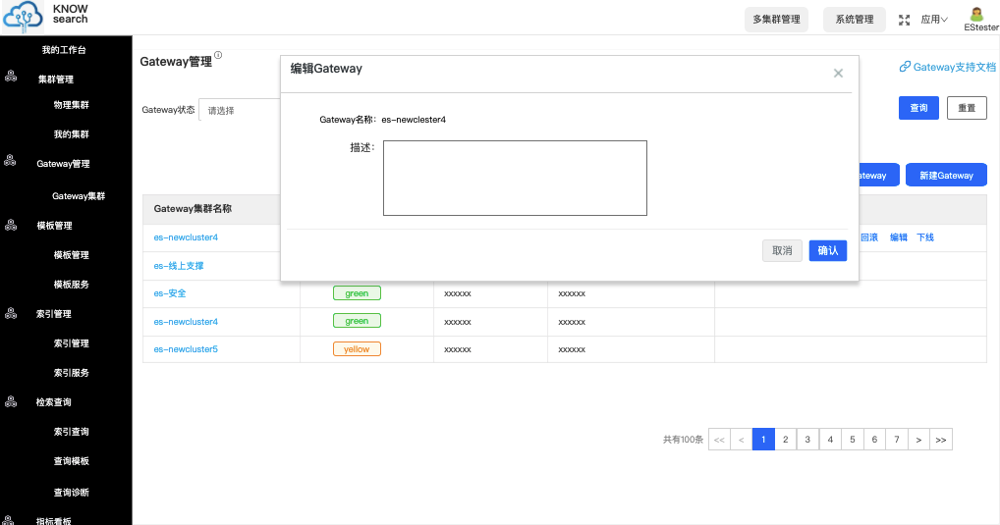 KNOW
search
多集群管理
系统管理
应用
EStester
我的工作台
集群管理
物理集群
我的集群
Gateway管理
Gateway集群
模板管理
模板管理
模板服务
索引管理
索引管理
索引服务
检索查询
索引查询
查询模板
查询诊断
指标看板
Gateway管理
Gateway支持文档
Gateway状态
请选择
查询
重置
ateway
新建Gateway
编辑Gateway
Gateway名称：es-newclester4
描述：
取消
确认
Gateway集群名称
es-newcluster4 回滚 编辑 下线
es-线上支撑
es-安全 green xxxxxx xxxxxx
es-newcluster4 green xxxxxx xxxxxx
es-newcluster5 yellow xxxxxx xxxxxx
共有100条 << < 1 2 3 4 5 6 7 > >>